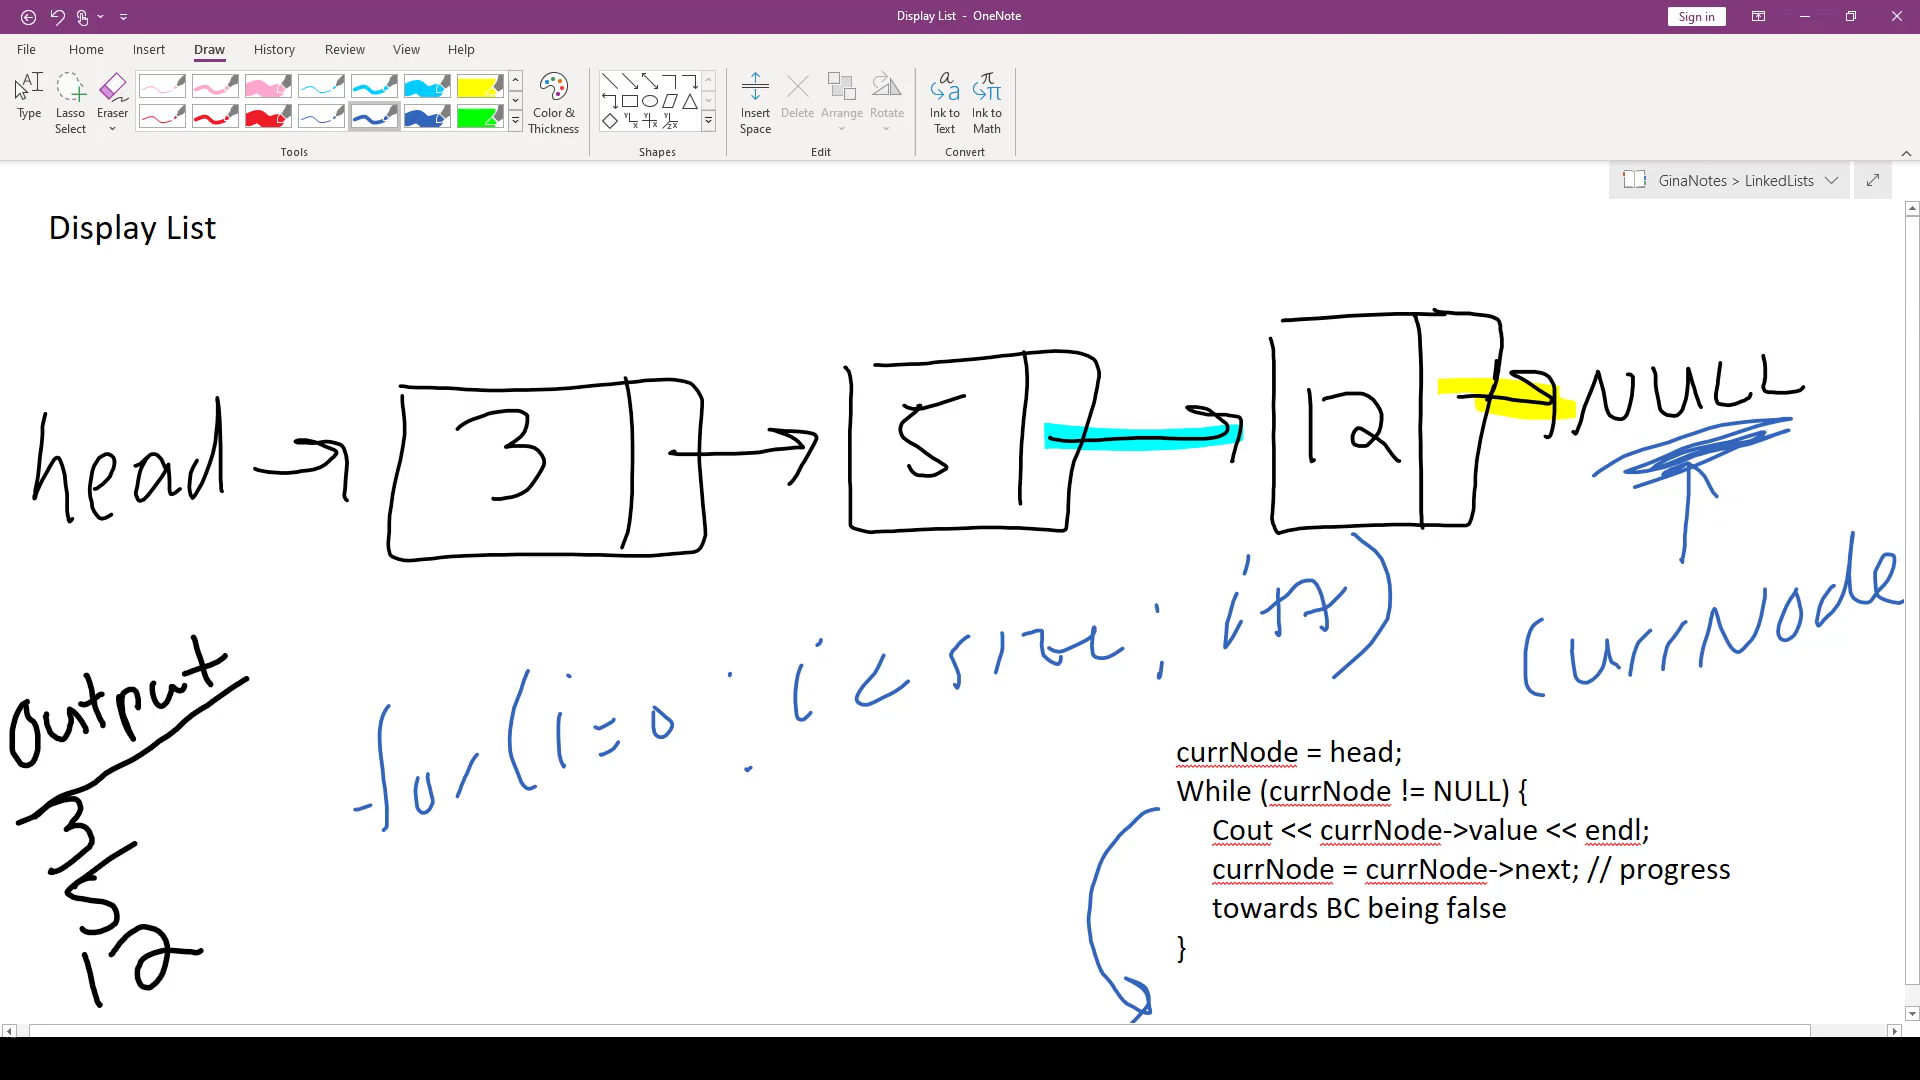 Display List - OneNote
Sign in
File Home Insert Draw History Review View Help
Type
Lasso Select
Eraser
Color & Thickness
Insert Space
Delete
Arrange
Rotate
Ink to Text
Ink to Math
Tools
Shapes
Edit
Convert
GinaNotes > LinkedLists
Display List
head → 3 → 5 → 12 → NULL
currNode
for(i=0; i < size; i++)
Output
3
5
12
currNode = head;
While (currNode != NULL) {
Cout << currNode->value << endl;
currNode = currNode->next; // progress
towards BC being false
}